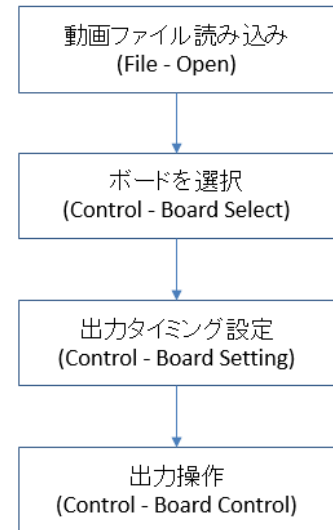 動画ファイル読み込み
(File - Open)
ボードを選択
(Control - Board Select)
出力タイミング設定
(Control - Board Setting)
出力操作
(Control - Board Control)